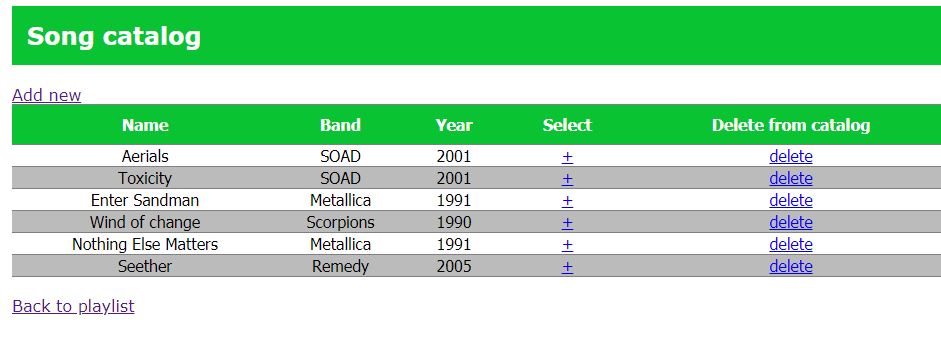 Song catalog
Add new
Name Band Year Select Delete from catalog
Aerials SOAD 2001 + delete
Toxicity SOAD 2001 + delete
Enter Sandman Metallica 1991 + delete
Wind of change Scorpions 1990 + delete
Nothing Else Matters Metallica 1991 + delete
Seether Remedy 2005 + delete
Back to playlist